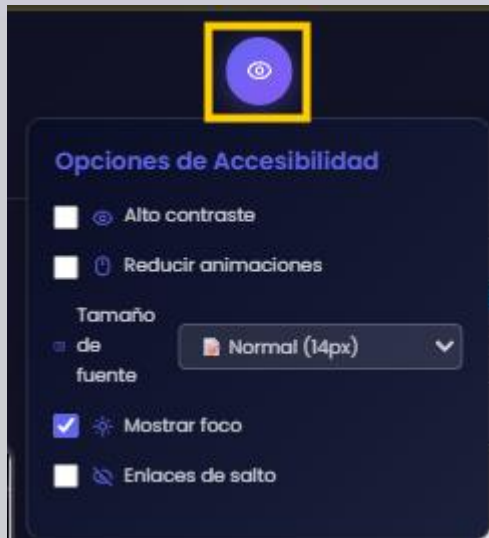 Opciones de Accesibilidad
Alto contraste
Reducir animaciones
Tamaño
de
fuente
Normal (14px)
Mostrar foco
Enlaces de salto